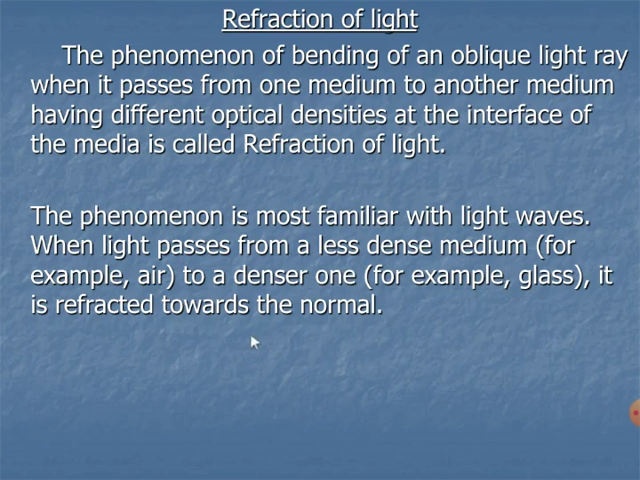 Refraction of light
The phenomenon of bending of an oblique light ray
when it passes from one medium to another medium
having different optical densities at the interface of
the media is called Refraction of light.
The phenomenon is most familiar with light waves.
When light passes from a less dense medium (for
example, air) to a denser one (for example, glass), it
is refracted towards the normal.